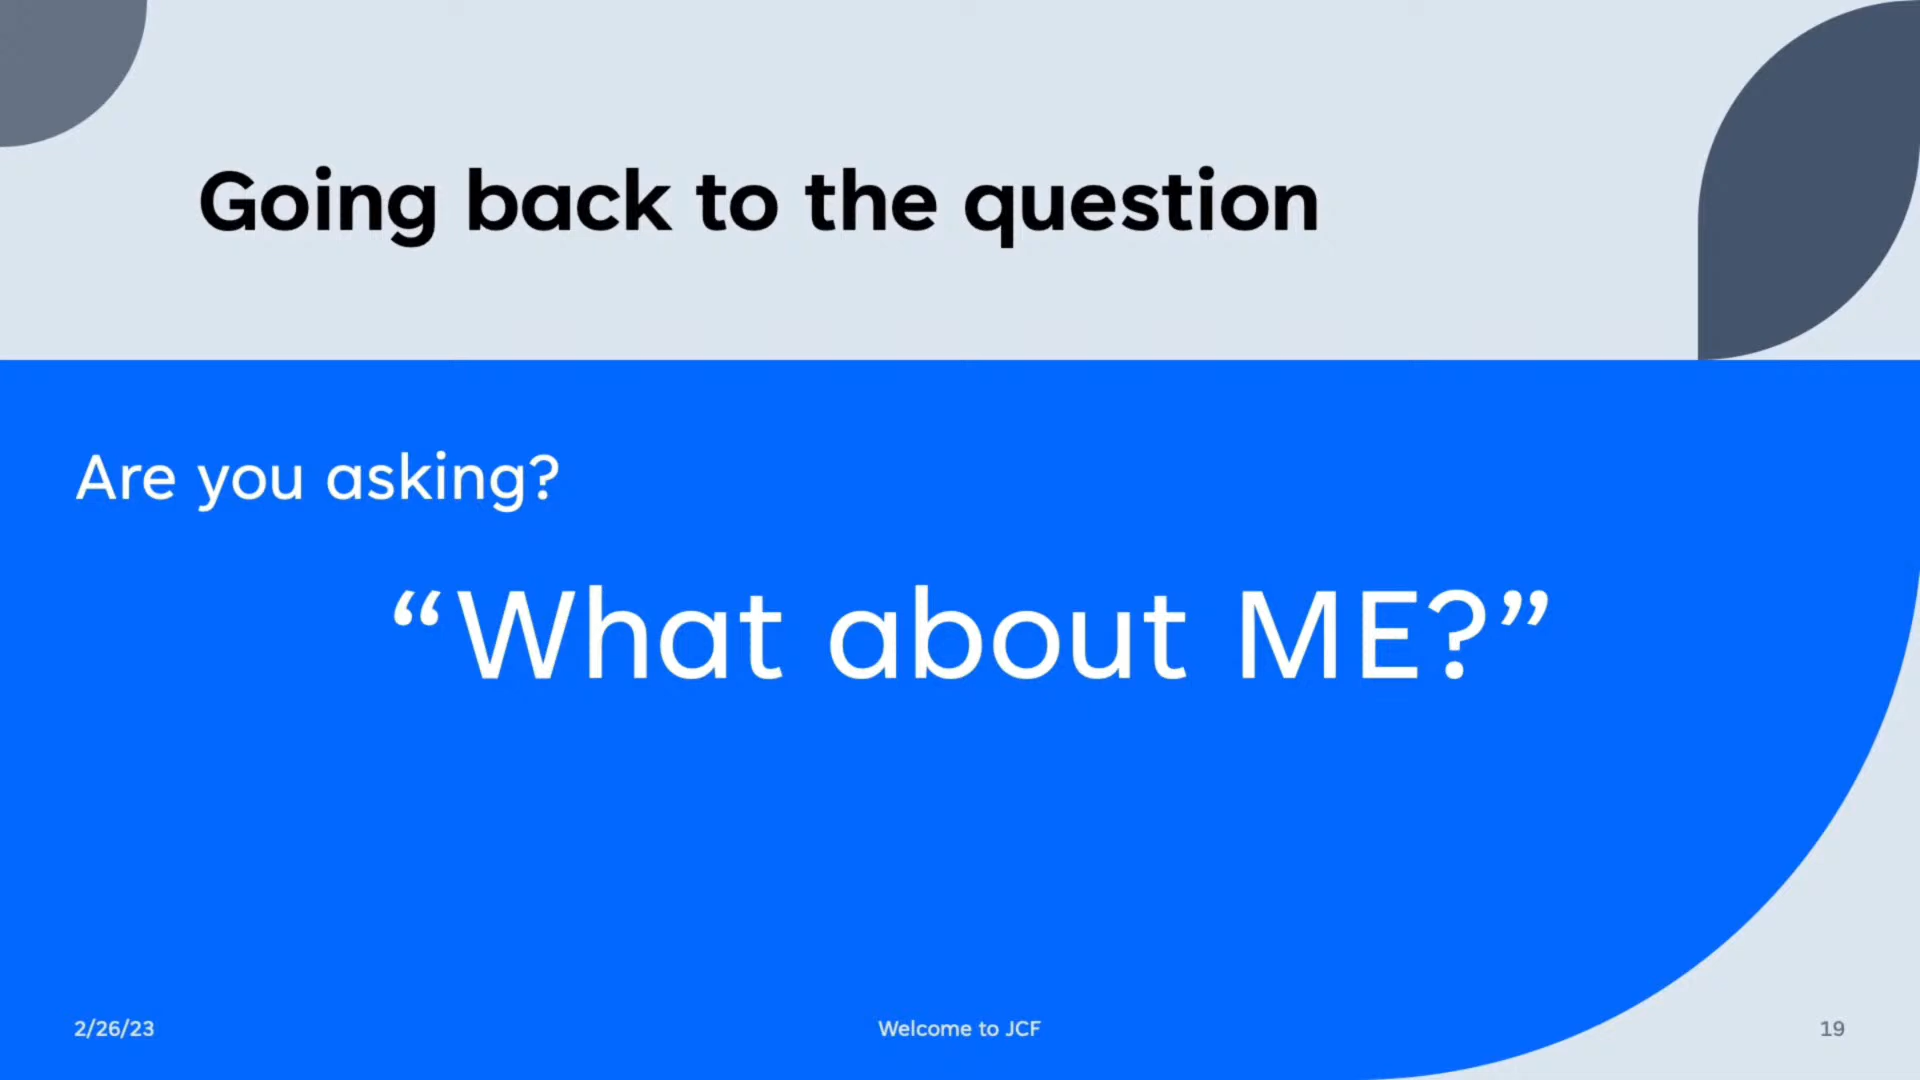 Going back to the question
Are you asking?
“What about ME?”
2/26/23
Welcome to JCF
19